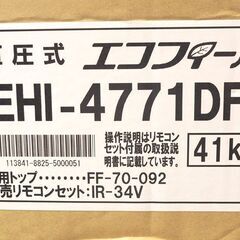 直圧式 エコフィール
EHI-4771DF
113841-8825-5000051
操作説明はリモコン
セット付属の取扱説
明書に記載しています。
41k
用トップ‥‥‥‥FF-70-092
売リモコンセット:IR-34V